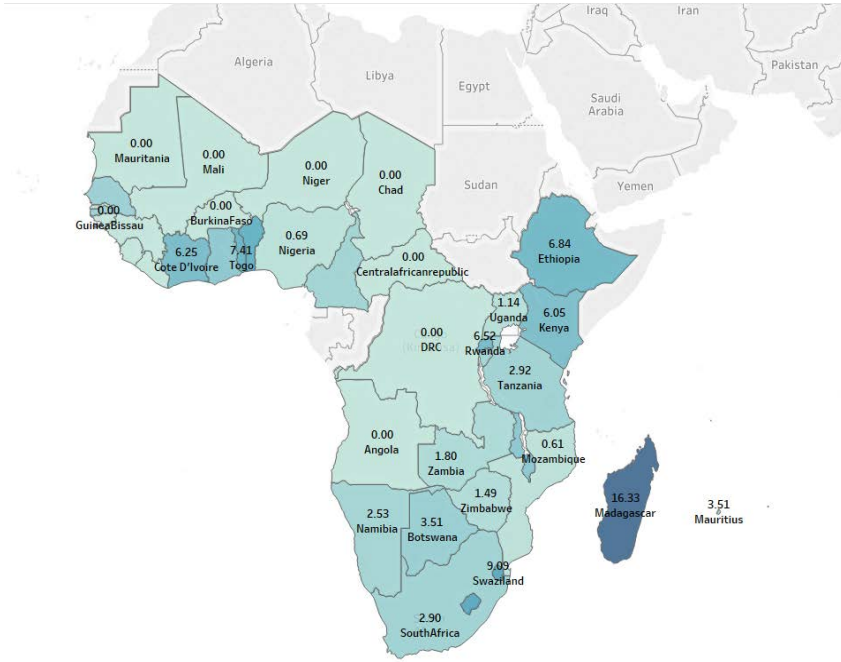 Iraq
Iran
Algeria
Libya
Egypt
Pakistan
Saudi
Arabia
0.00
Mauritania
0.00
Mali
0.00
Niger
0.00
Chad
Sudan
Yemen
0.00
GuineaBissau
0.00
BurkinaFaso
6.25
Cote D'Ivoire
7.41
Togo
0.69
Nigeria
0.00
Centralafricanrepublic
6.84
Ethiopia
1.14
Uganda
6.05
Kenya
0.00
DRC
6.52
Rwanda
2.92
Tanzania
0.00
Angola
1.80
Zambia
0.61
Mozambique
1.49
Zimbabwe
16.33
Madagascar
3.51
Mauritius
2.53
Namibia
3.51
Botswana
9.09
Swaziland
2.90
SouthAfrica